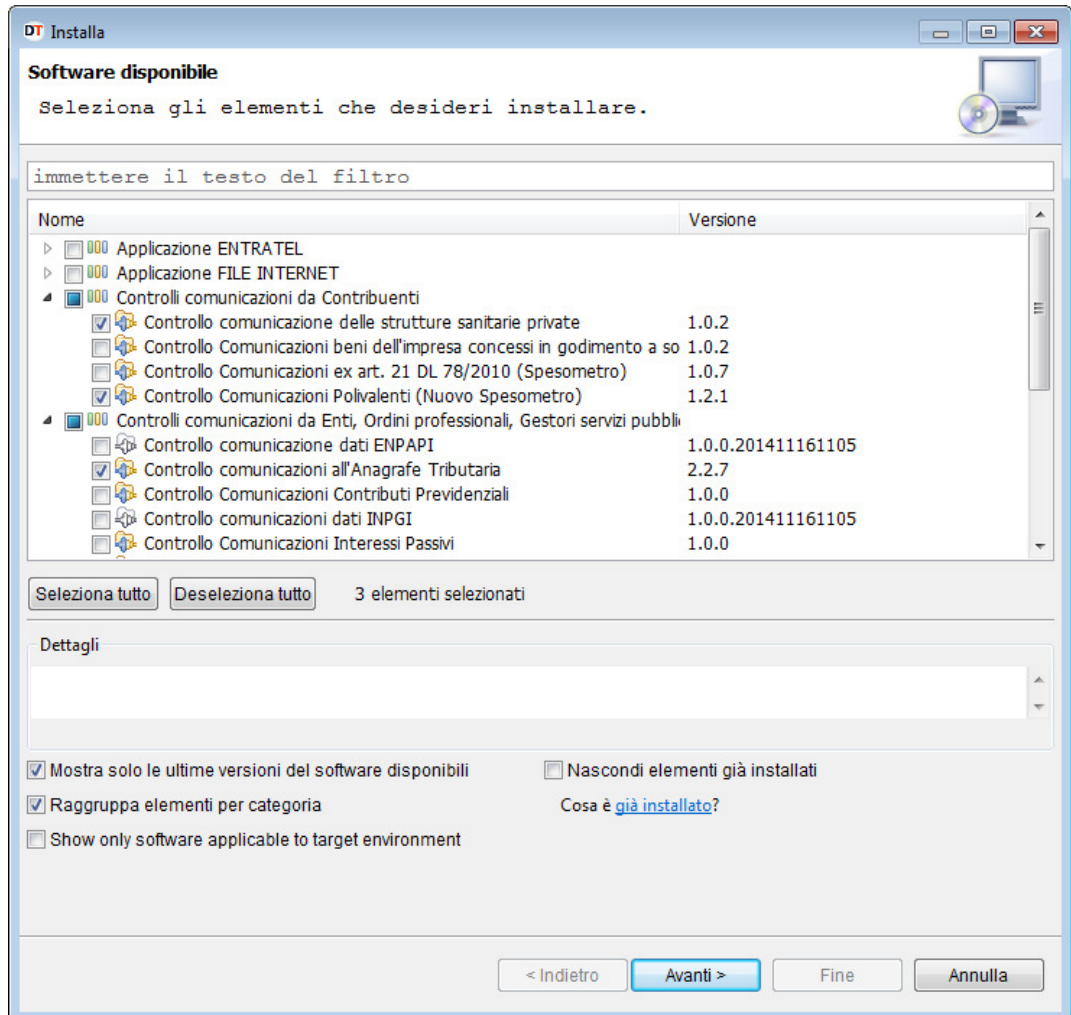 DT Installa
Software disponibile
Seleziona gli elementi che desideri installare.
immettere il testo del filtro
Nome Versione
Applicazione ENTRATEL
Applicazione FILE INTERNET
Controlli comunicazioni da Contribuenti
Controllo comunicazione delle strutture sanitarie private 1.0.2
Controllo Comunicazioni beni dell'impresa concessi in godimento a so 1.0.2
Controllo Comunicazioni ex art. 21 DL 78/2010 (Spesometro) 1.0.7
Controllo Comunicazioni Polivalenti (Nuovo Spesometro) 1.2.1
Controlli comunicazioni da Enti, Ordini professionali, Gestori servizi pubbli
Controllo comunicazione dati ENPAPI 1.0.0.201411161105
Controllo comunicazioni all'Anagrafe Tributaria 2.2.7
Controllo Comunicazioni Contributi Previdenziali 1.0.0
Controllo comunicazioni dati INPGI 1.0.0.201411161105
Controllo Comunicazioni Interessi Passivi 1.0.0
Seleziona tutto Deseleziona tutto 3 elementi selezionati
Dettagli
Mostra solo le ultime versioni del software disponibili Nascondi elementi già installati
Raggruppa elementi per categoria Cosa è già installato?
Show only software applicable to target environment
< Indietro Avanti > Fine Annulla